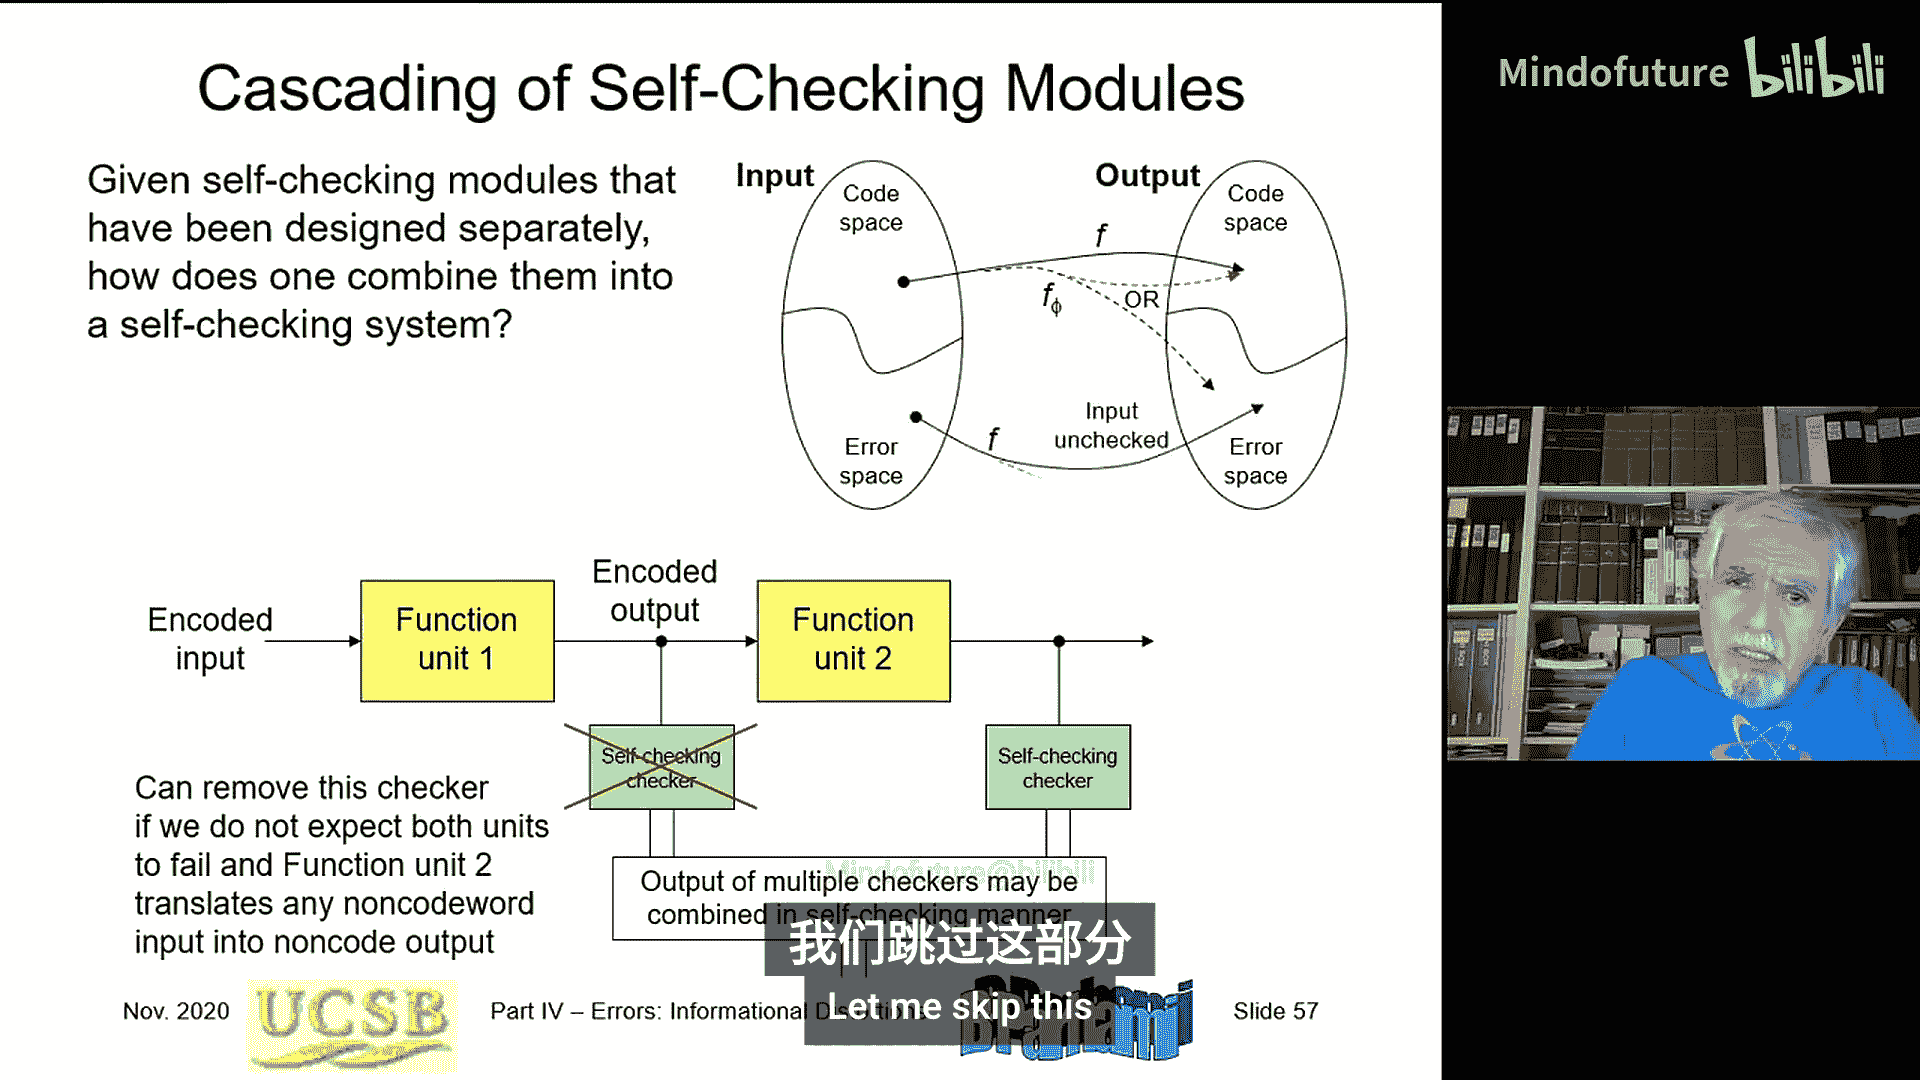 Cascading of Self-Checking Modules
Mindofuture bilibili
Given self-checking modules that
have been designed separately,
how does one combine them into
a self-checking system?
Input
Code
space
Output
Code
space
f
fϕ
OR
f
Input
unchecked
Error
space
Error
space
Encoded
input
Function
unit 1
Encoded
output
Function
unit 2
Self-checking
checker
Self-checking
checker
Can remove this checker
if we do not expect both units
to fail and Function unit 2
translates any noncodeword
input into noncode output
Mindofuture@bilibili
Output of multiple checkers may be
combined in self-checking manner
我们跳过这部分
Let me skip this
Nov. 2020
UCSB
Part IV – Errors: Informational
Slide 57